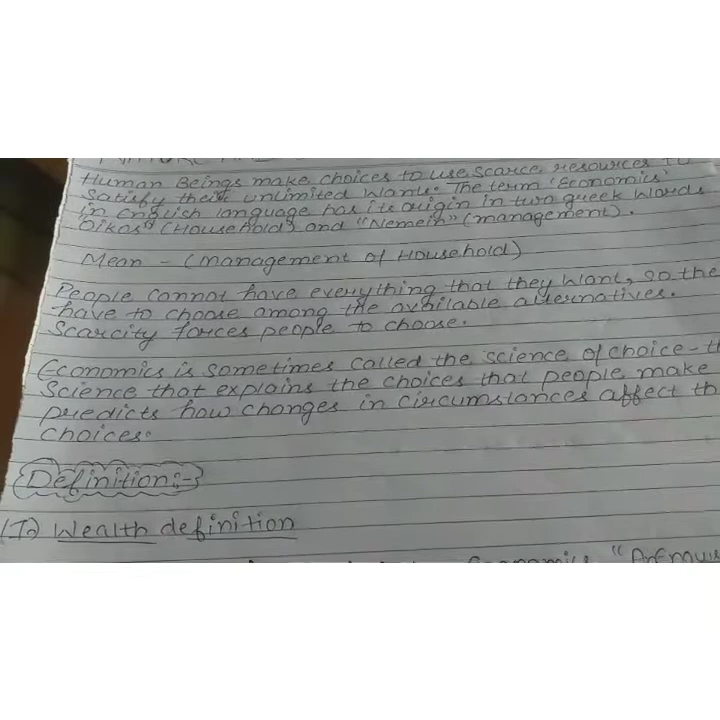 Human Beings make choices to use scarce resources to
satisfy their unlimited wants. The term 'Economics'
in English language has its origin in two greek words
Oikos" (Household) and "Nemein" (management).
Mean - (management of Household)
People cannot have everything that they want, so the
have to choose among the available alternatives.
Scarcity forces people to choose.
Economics is sometimes called the science of choice - th
Science that explains the choices that people make
predicts how changes in circumstances affect th
choices.
Definition:-
(I) Wealth definition
Economics "An